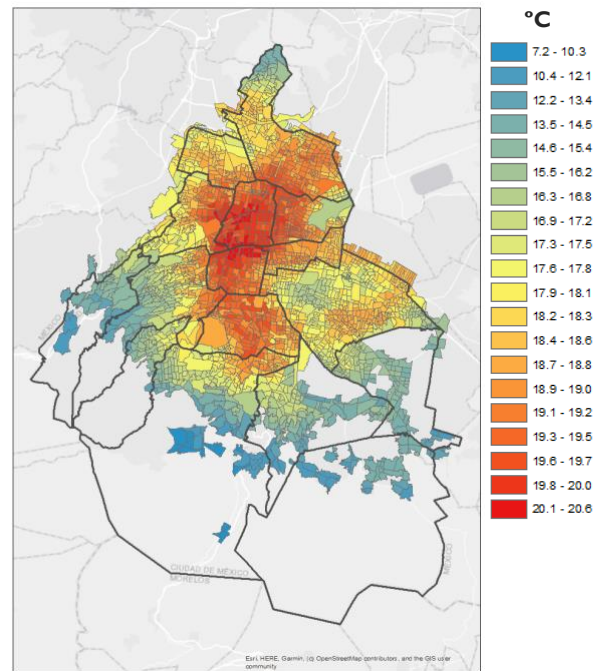 °C
7.2 - 10.3
10.4 - 12.1
12.2 - 13.4
13.5 - 14.5
14.6 - 15.4
15.5 - 16.2
16.3 - 16.8
16.9 - 17.2
17.3 - 17.5
17.6 - 17.8
17.9 - 18.1
18.2 - 18.3
18.4 - 18.6
18.7 - 18.8
18.9 - 19.0
19.1 - 19.2
19.3 - 19.5
19.6 - 19.7
19.8 - 20.0
20.1 - 20.6
MÉXICO
CIUDAD DE MÉXICO
MORELOS
MÉXICO
Esri, HERE, Garmin, (c) OpenStreetMap contributors, and the GIS user
community